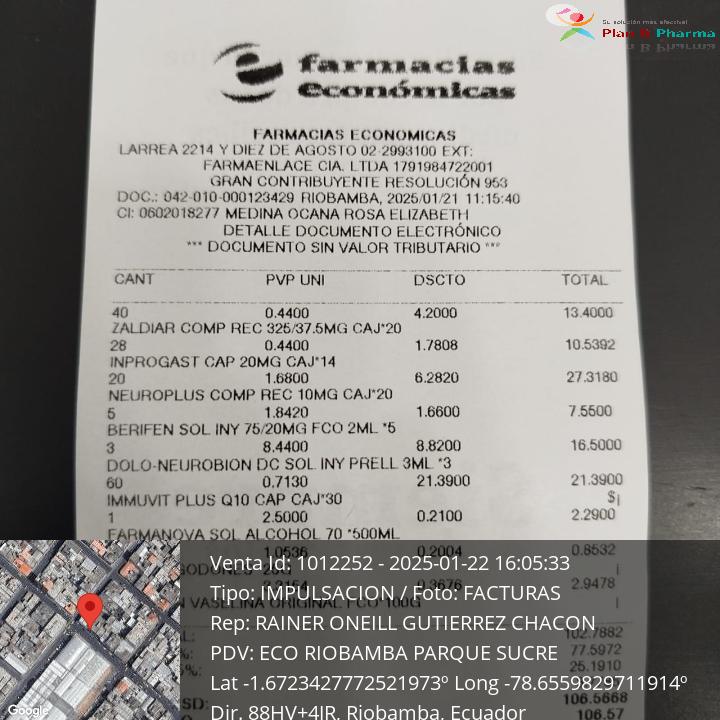 Su solución más efectiva!
Plan B Pharma
farmacias
económicas
FARMACIAS ECONOMICAS
LARREA 2214 Y DIEZ DE AGOSTO 02-2993100 EXT:
FARMAENLACE CIA. LTDA 1791984722001
GRAN CONTRIBUYENTE RESOLUCIÓN 953
DOC.: 042-010-000123429 RIOBAMBA, 2025/01/21 11:15:40
CI: 0602018277 MEDINA OCANA ROSA ELIZABETH
DETALLE DOCUMENTO ELECTRÓNICO
*** DOCUMENTO SIN VALOR TRIBUTARIO ***
CANT PVP UNI DSCTO TOTAL
40 0.4400 4.2000 13.4000
ZALDIAR COMP REC 325/37.5MG CAJ*20
28 0.4400 1.7808 10.5392
INPROGAST CAP 20MG CAJ*14
20 1.6800 6.2820 27.3180
NEUROPLUS COMP REC 10MG CAJ*20
5 1.8420 1.6600 7.5500
BERIFEN SOL INY 75/20MG FCO 2ML *5
3 8.4400 8.8200 16.5000
DOLO-NEUROBION DC SOL INY PRELL 3ML *3
60 0.7130 21.3900 21.3900
IMMUVIT PLUS Q10 CAP CAJ*30 $¡
1 2.5000 0.2100 2.2900
FARMANOVA SOL ALCOHOL 70 *500ML
1.0536 0.2004 0.8532
0.3676 2.9478
VASELINA ORIGINAL FCO 100G
102.7882
77.5972
25.1910
106.5668
106.57
Venta Id: 1012252 - 2025-01-22 16:05:33
Tipo: IMPULSACION / Foto: FACTURAS
Rep: RAINER ONEILL GUTIERREZ CHACON
PDV: ECO RIOBAMBA PARQUE SUCRE
Lat -1.6723427772521973º Long -78.6559829711914º
Dir. 88HV+4JR, Riobamba, Ecuador
Google